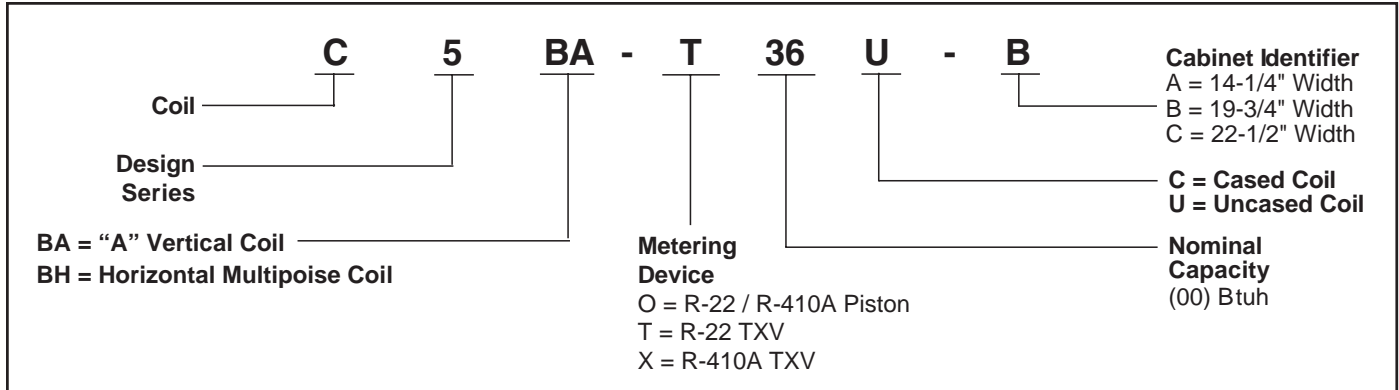 C 5 BA - T 36 U - B
Coil
Design
Series
BA = “A” Vertical Coil
BH = Horizontal Multipoise Coil
Metering
Device
O = R-22 / R-410A Piston
T = R-22 TXV
X = R-410A TXV
Cabinet Identifier
A = 14-1/4" Width
B = 19-3/4" Width
C = 22-1/2" Width
C = Cased Coil
U = Uncased Coil
Nominal
Capacity
(00) Btuh